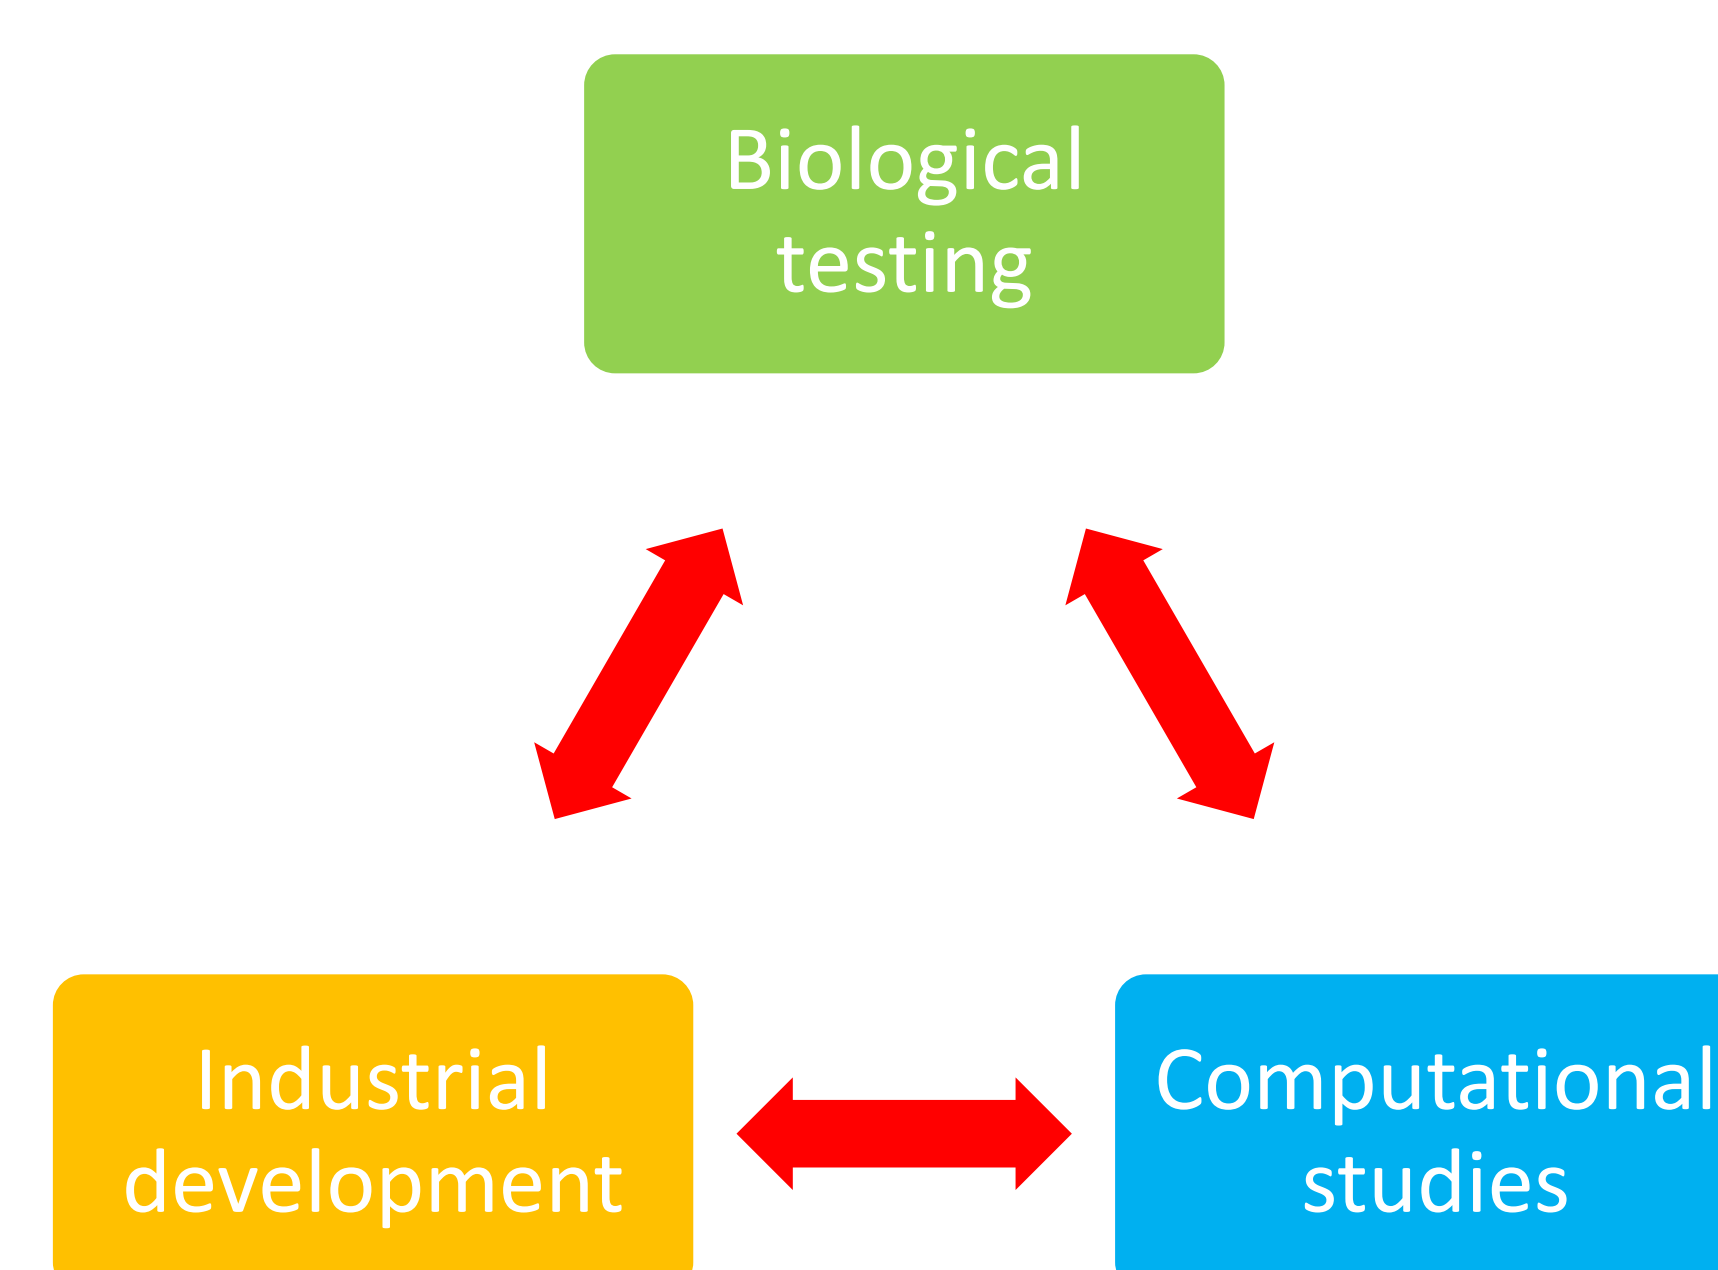 Biological
testing
Industrial
development
Computational
studies